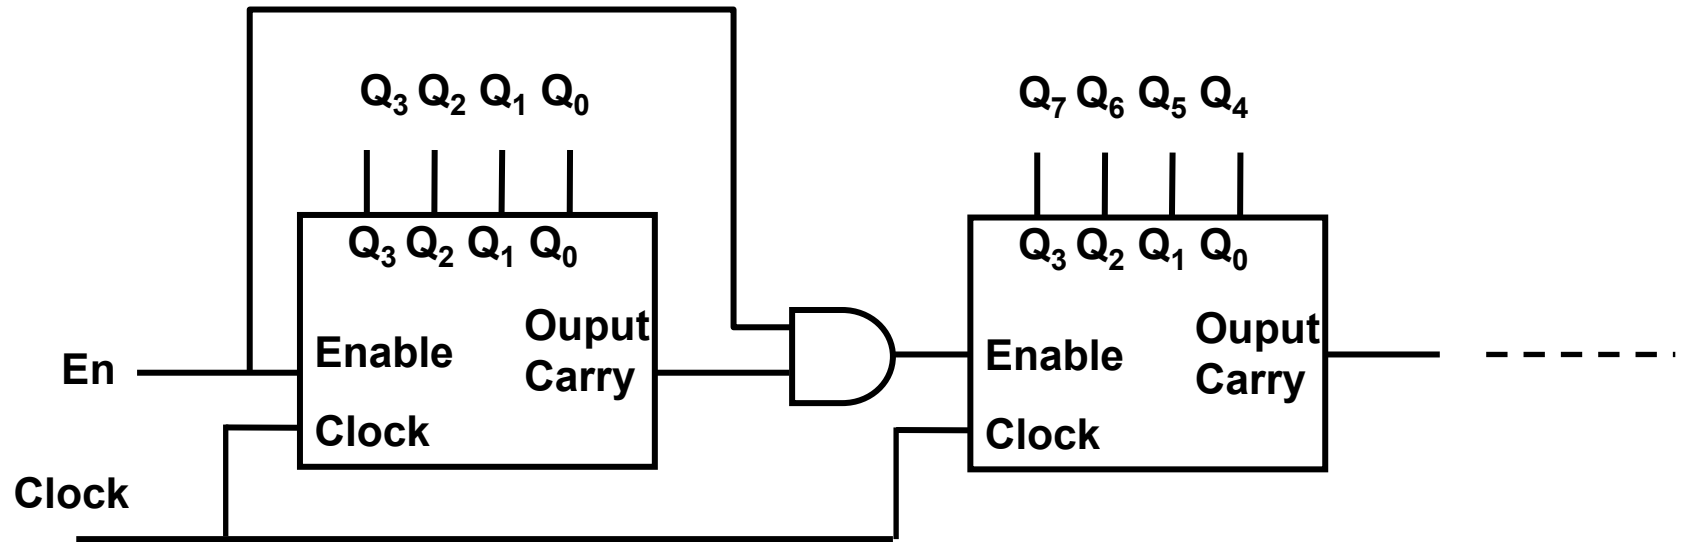 Q3 Q2 Q1 Q0
Q7 Q6 Q5 Q4
Q3 Q2 Q1 Q0
Q3 Q2 Q1 Q0
Enable
Ouput
Carry
Enable
Ouput
Carry
En
Clock
Clock
Clock